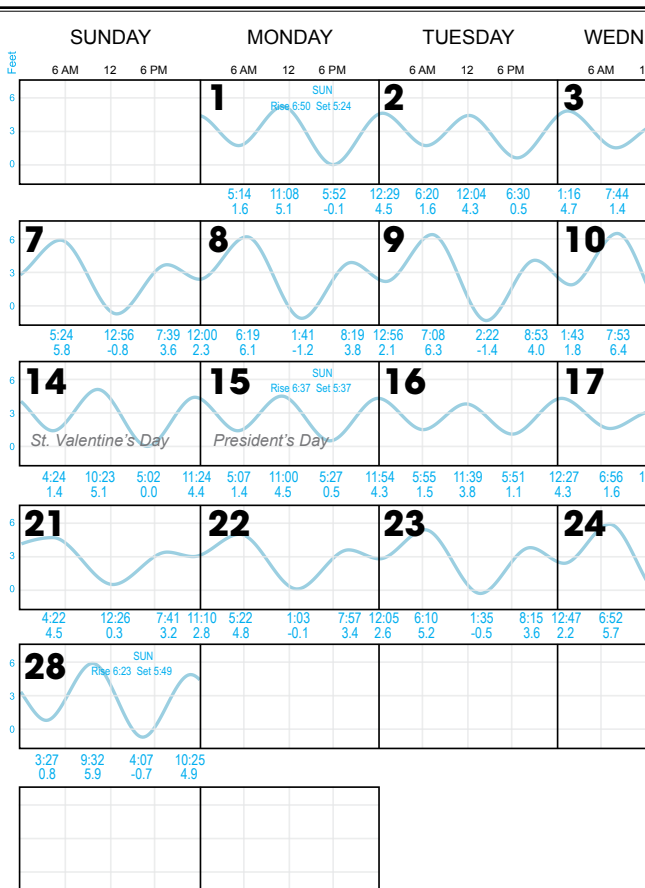 SUNDAY MONDAY TUESDAY WEDN
Feet
6 AM 12 6 PM 6 AM 12 6 PM 6 AM 12 6 PM 6 AM 1
1 2 3
SUN
Rise 6:50 Set 5:24
6
3
0
5:14 11:08 5:52 12:29 6:20 12:04 6:30 1:16 7:44
1.6 5.1 -0.1 4.5 1.6 4.3 0.5 4.7 1.4
7 8 9 10
6
3
0
5:24 12:56 7:39 12:00 6:19 1:41 8:19 12:56 7:08 2:22 8:53 1:43 7:53
5.8 -0.8 3.6 2.3 6.1 -1.2 3.8 2.1 6.3 -1.4 4.0 1.8 6.4
14 15 16 17
SUN
Rise 6:37 Set 5:37
6
3
0
St. Valentine's Day President's Day
4:24 10:23 5:02 11:24 5:07 11:00 5:27 11:54 5:55 11:39 5:51 12:27 6:56 1
1.4 5.1 0.0 4.4 1.4 4.5 0.5 4.3 1.5 3.8 1.1 4.3 1.6
21 22 23 24
6
3
0
4:22 12:26 7:41 11:10 5:22 1:03 7:57 12:05 6:10 1:35 8:15 12:47 6:52
4.5 0.3 3.2 2.8 4.8 -0.1 3.4 2.6 5.2 -0.5 3.6 2.2 5.7
28
SUN
Rise 6:23 Set 5:49
6
3
0
3:27 9:32 4:07 10:25
0.8 5.9 -0.7 4.9